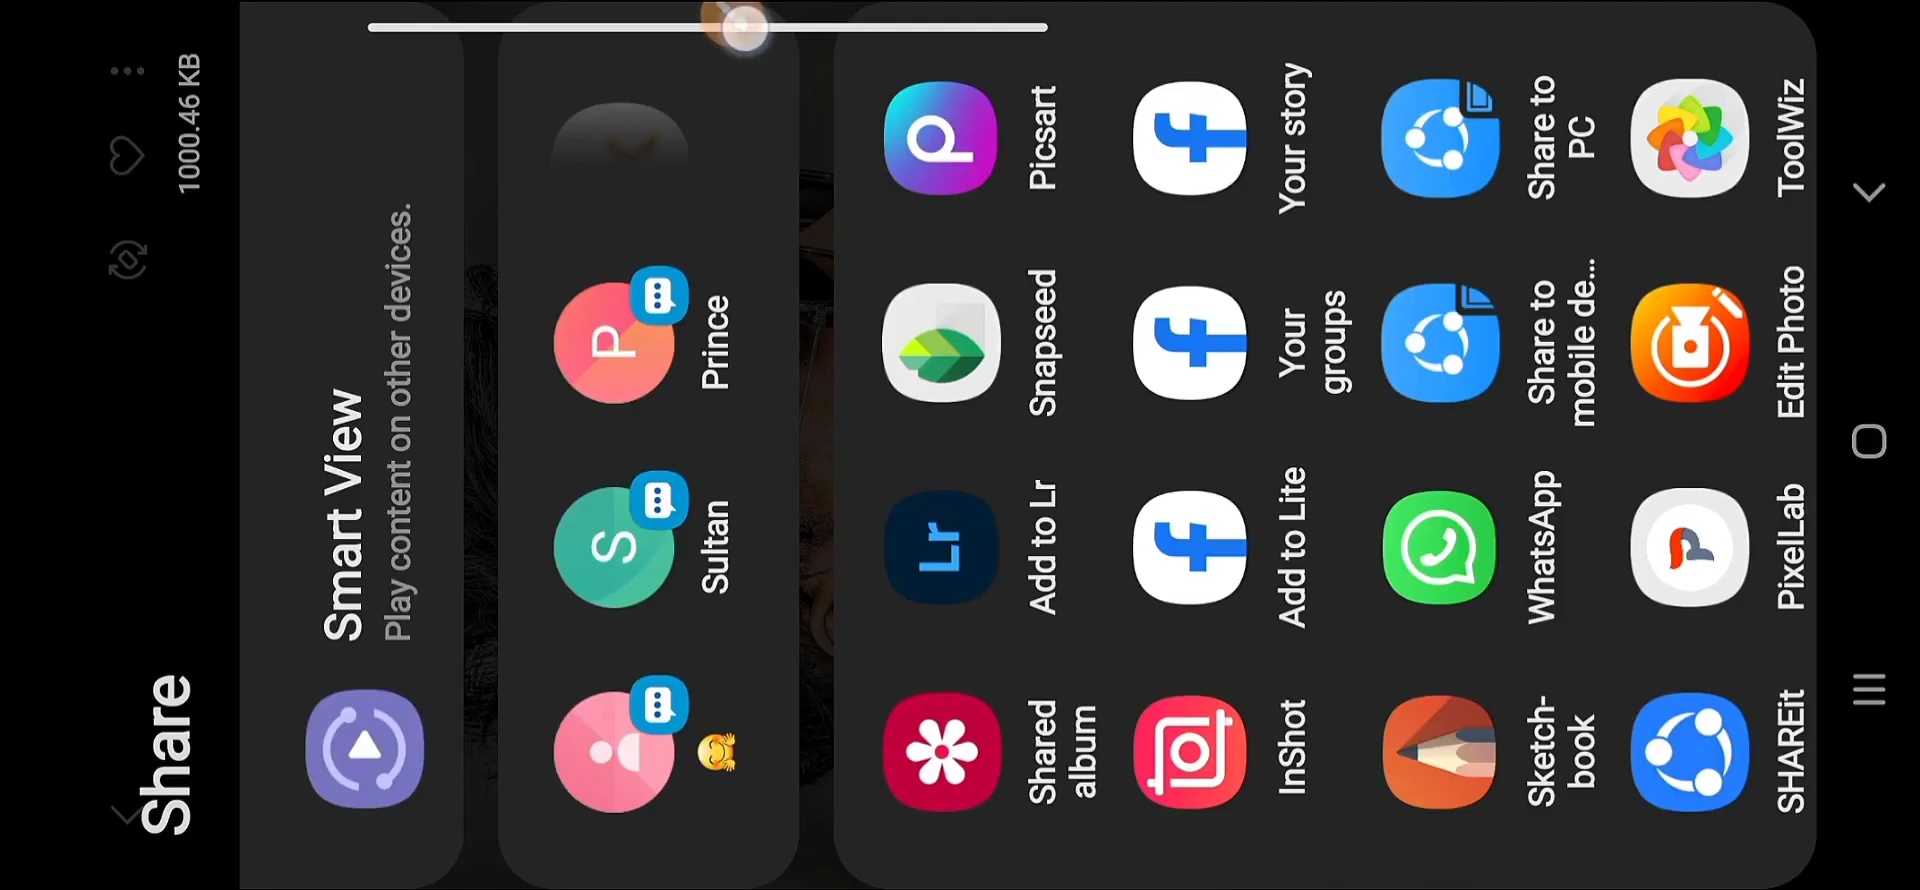 Share
1000.46 KB
Smart View
Play content on other devices.
🤗
S
Sultan
P
Prince
Shared
album
Lr
Add to Lr
Snapseed
Picsart
InShot
Add to Lite
Your
groups
Your story
Sketch-
book
WhatsApp
Share to
mobile de...
Share to
PC
SHAREit
PixelLab
Edit Photo
ToolWiz